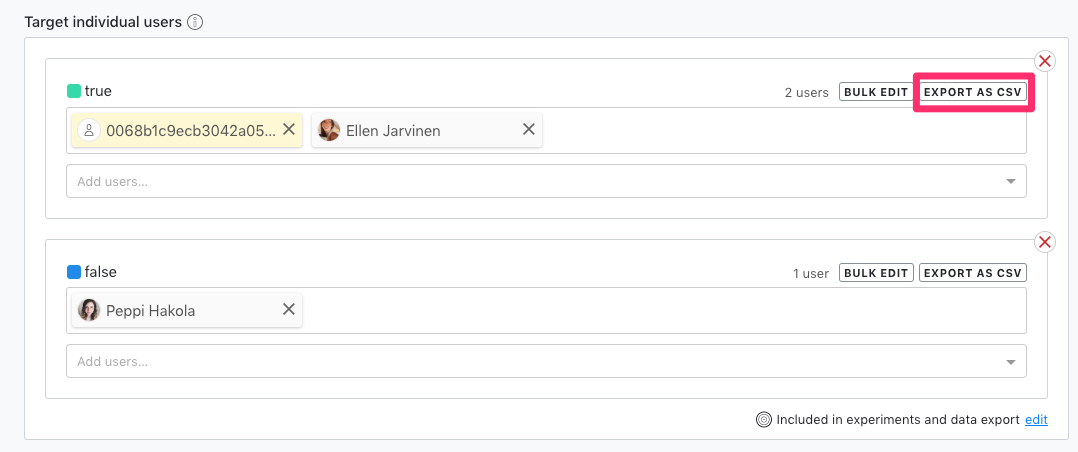 Target individual users
true
2 users BULK EDIT EXPORT AS CSV
0068b1c9ecb3042a05... Ellen Jarvinen
Add users...
false
1 user BULK EDIT EXPORT AS CSV
Peppi Hakola
Add users...
Included in experiments and data export edit